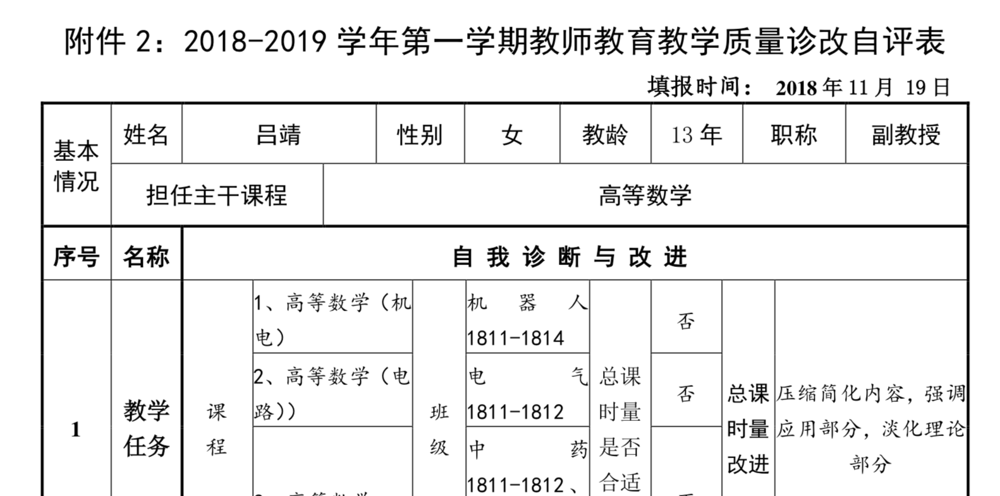 附件 2：2018-2019 学年第一学期教师教育教学质量诊改自评表
填报时间： 2018 年 11 月 19 日
基本
情况
姓名
吕靖
性别
女
教龄
13 年
职称
副教授
担任主干课程
高等数学
序号
名称
自 我 诊 断 与 改 进
1
教学
任务
课
程
1、高等数学（机
电）
2、高等数学（电
路））
班
级
机 器 人
1811-1814
电 气
1811-1812
中 药
1811-1812、
总课
时量
是否
合适
否
否
总课
时量
改进
压缩简化内容，强调
应用部分，淡化理论
部分